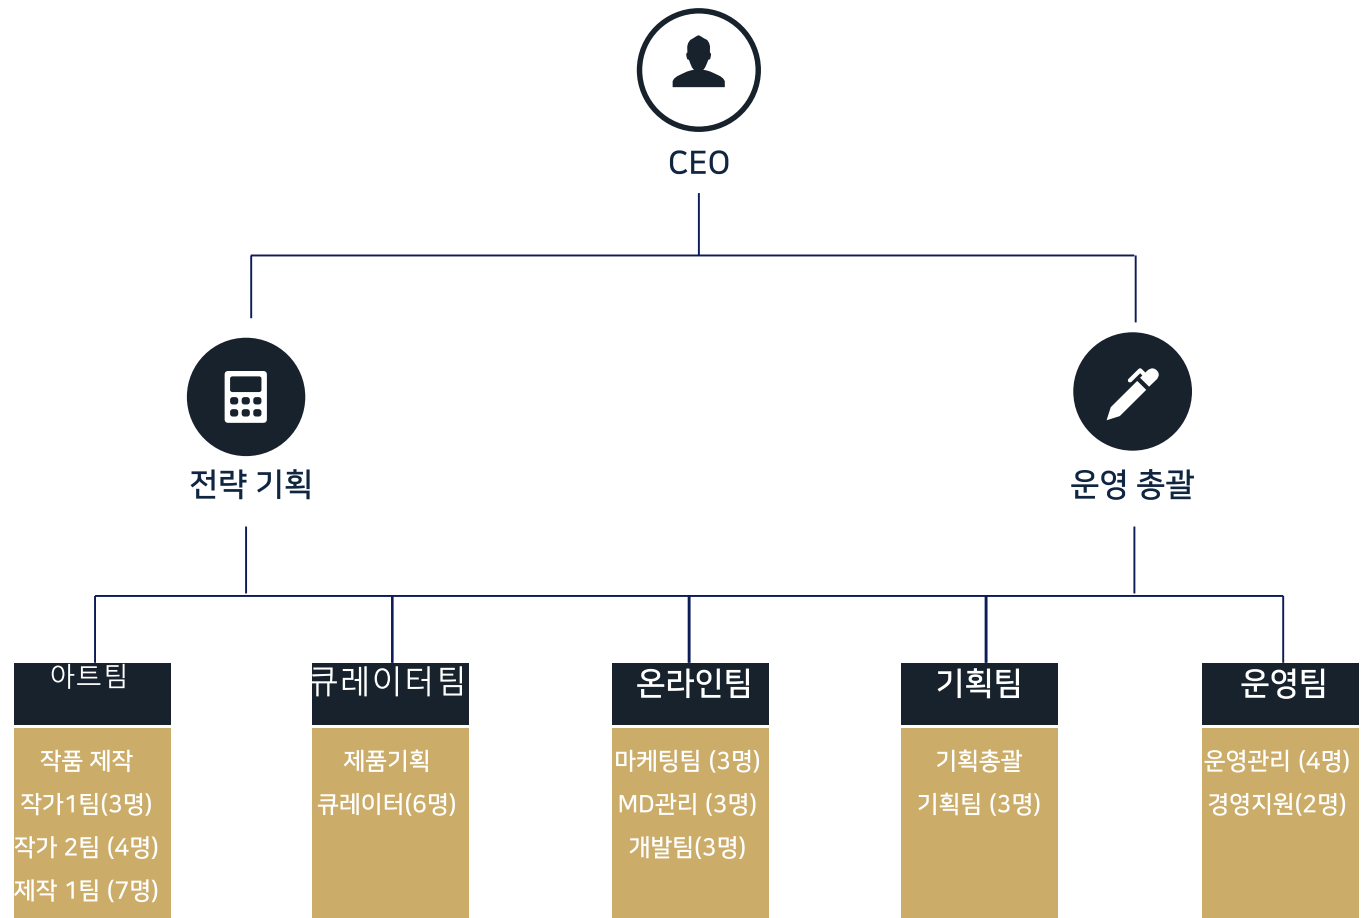 CEO
전략 기획
운영 총괄
아트팀
큐레이터팀
온라인팀
기획팀
운영팀
작품 제작
작가1팀(3명)
작가 2팀 (4명)
제작 1팀 (7명)
제품기획
큐레이터(6명)
마케팅팀 (3명)
MD관리 (3명)
개발팀(3명)
기획총괄
기획팀 (3명)
운영관리 (4명)
경영지원(2명)